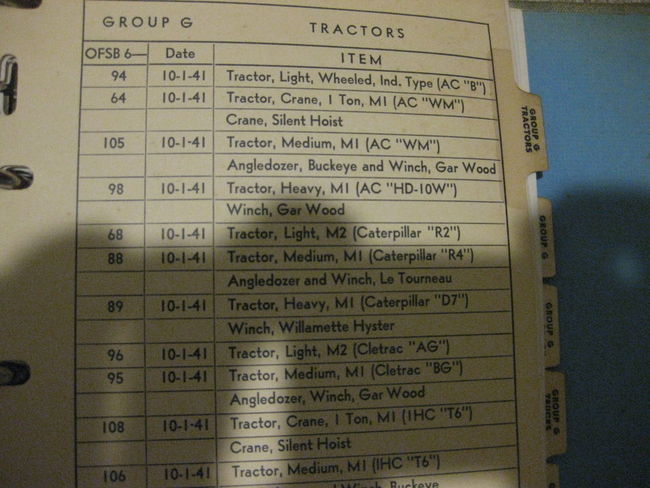 GROUP G TRACTORS
OFSB 6— Date ITEM
94 10-1-41 Tractor, Light, Wheeled, Ind. Type (AC "B")
64 10-1-41 Tractor, Crane, 1 Ton, M1 (AC "WM")
Crane, Silent Hoist
105 10-1-41 Tractor, Medium, M1 (AC "WM")
Angledozer, Buckeye and Winch, Gar Wood
98 10-1-41 Tractor, Heavy, M1 (AC "HD-10W")
Winch, Gar Wood
68 10-1-41 Tractor, Light, M2 (Caterpillar "R2")
88 10-1-41 Tractor, Medium, M1 (Caterpillar "R4")
Angledozer and Winch, Le Tourneau
89 10-1-41 Tractor, Heavy, M1 (Caterpillar "D7")
Winch, Willamette Hyster
96 10-1-41 Tractor, Light, M2 (Cletrac "AG")
95 10-1-41 Tractor, Medium, M1 (Cletrac "BG")
Angledozer, Winch, Gar Wood
108 10-1-41 Tractor, Crane, 1 Ton, M1 (IHC "T6")
Crane, Silent Hoist
106 10-1-41 Tractor, Medium, M1 (IHC "T6")
Winch, Buckeye
GROUP G
TRACTORS
GROUP G
GROUP G
GROUP G